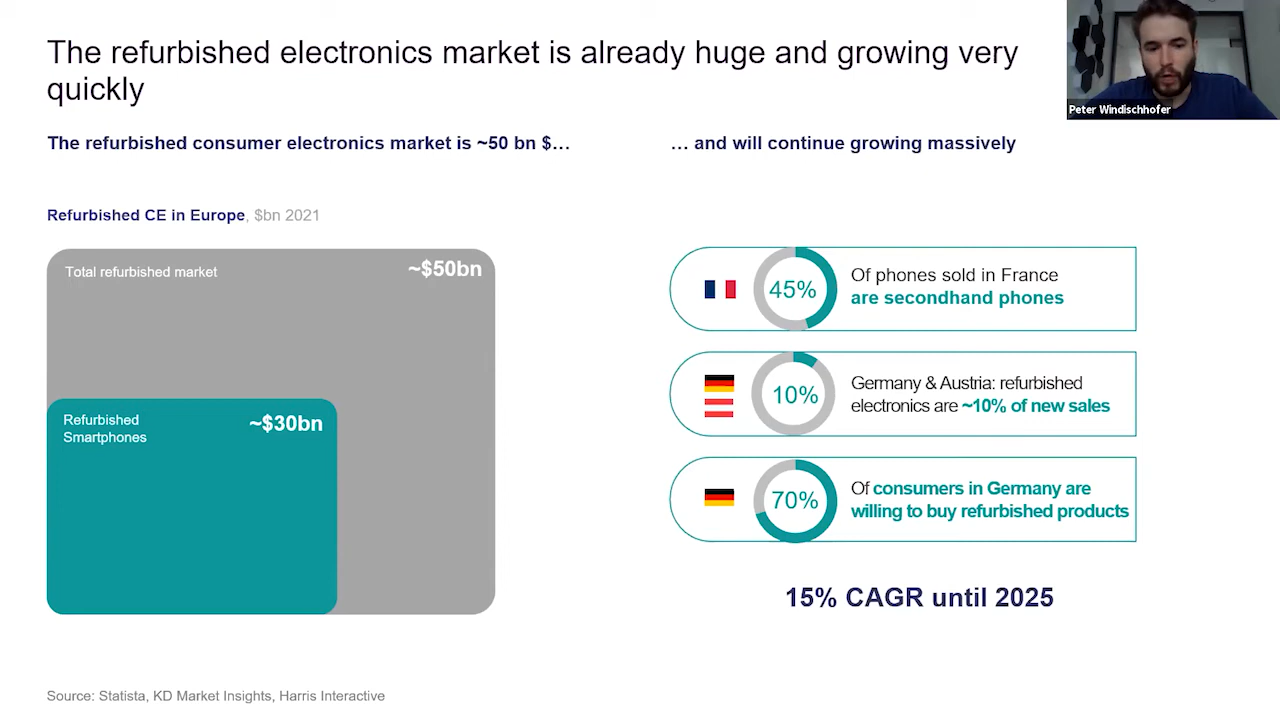 The refurbished electronics market is already huge and growing very
quickly
Peter Windischhofer
The refurbished consumer electronics market is ~50 bn $…
… and will continue growing massively
Refurbished CE in Europe, $bn 2021
Total refurbished market
~$50bn
Refurbished
Smartphones
~$30bn
45%
Of phones sold in France
are secondhand phones
10%
Germany & Austria: refurbished
electronics are ~10% of new sales
70%
Of consumers in Germany are
willing to buy refurbished products
15% CAGR until 2025
Source: Statista, KD Market Insights, Harris Interactive